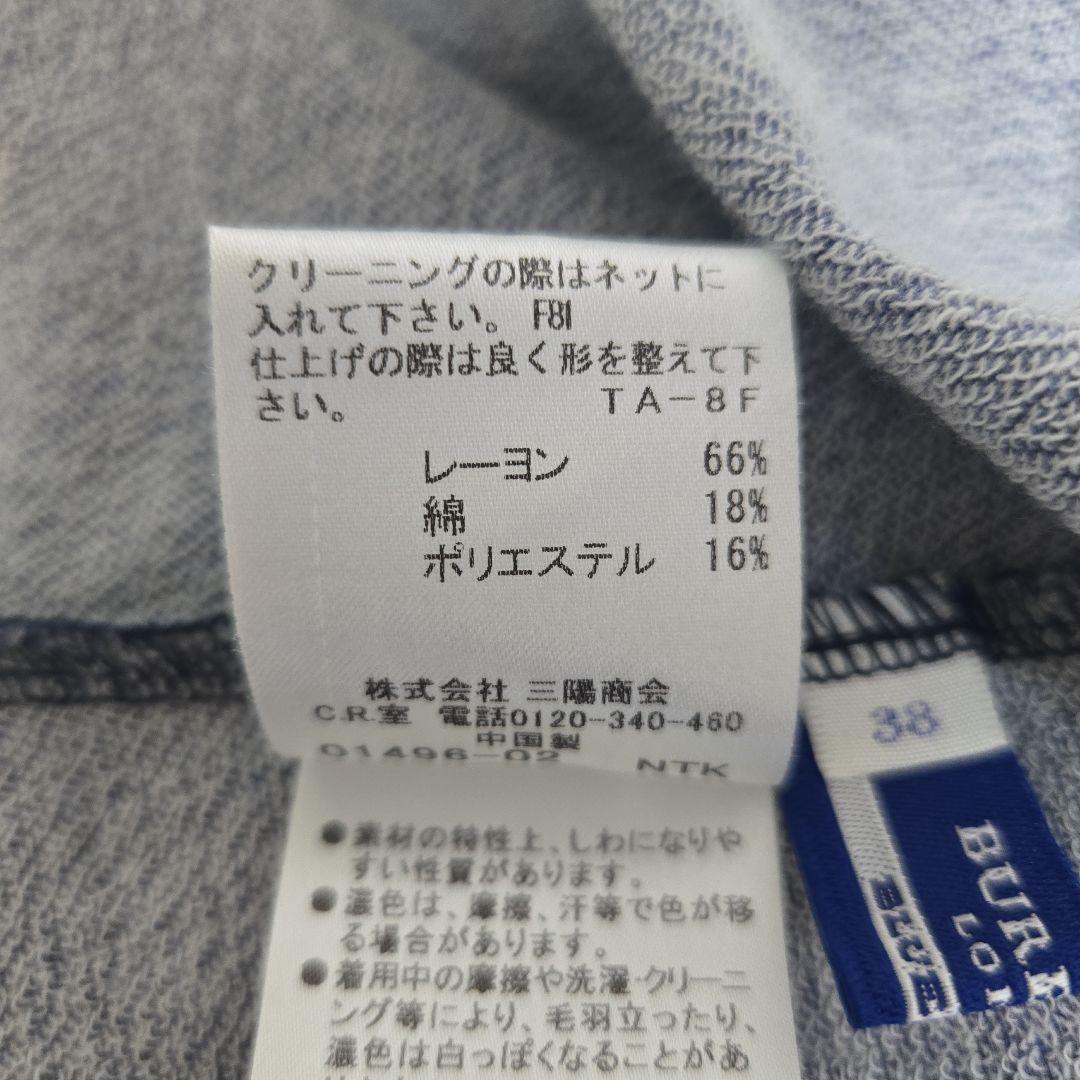 クリーニングの際はネットに
入れて下さい。 F81
仕上げの際は良く形を整えて下
さい。 TA-8F
レーヨン 66%
綿 18%
ポリエステル 16%
株式会社 三陽商会
C.R.室 電話0120-340-460
中国製
01496-02 NTK
●素材の特性上、しわになりや
すい性質があります。
●濃色は、摩擦、汗等で色が移
る場合があります。
●着用中の摩擦や洗濯・クリーニ
ング等により、毛羽立ったり、
濃色は白っぽくなることがあ
38
BUR
LO
BLUE